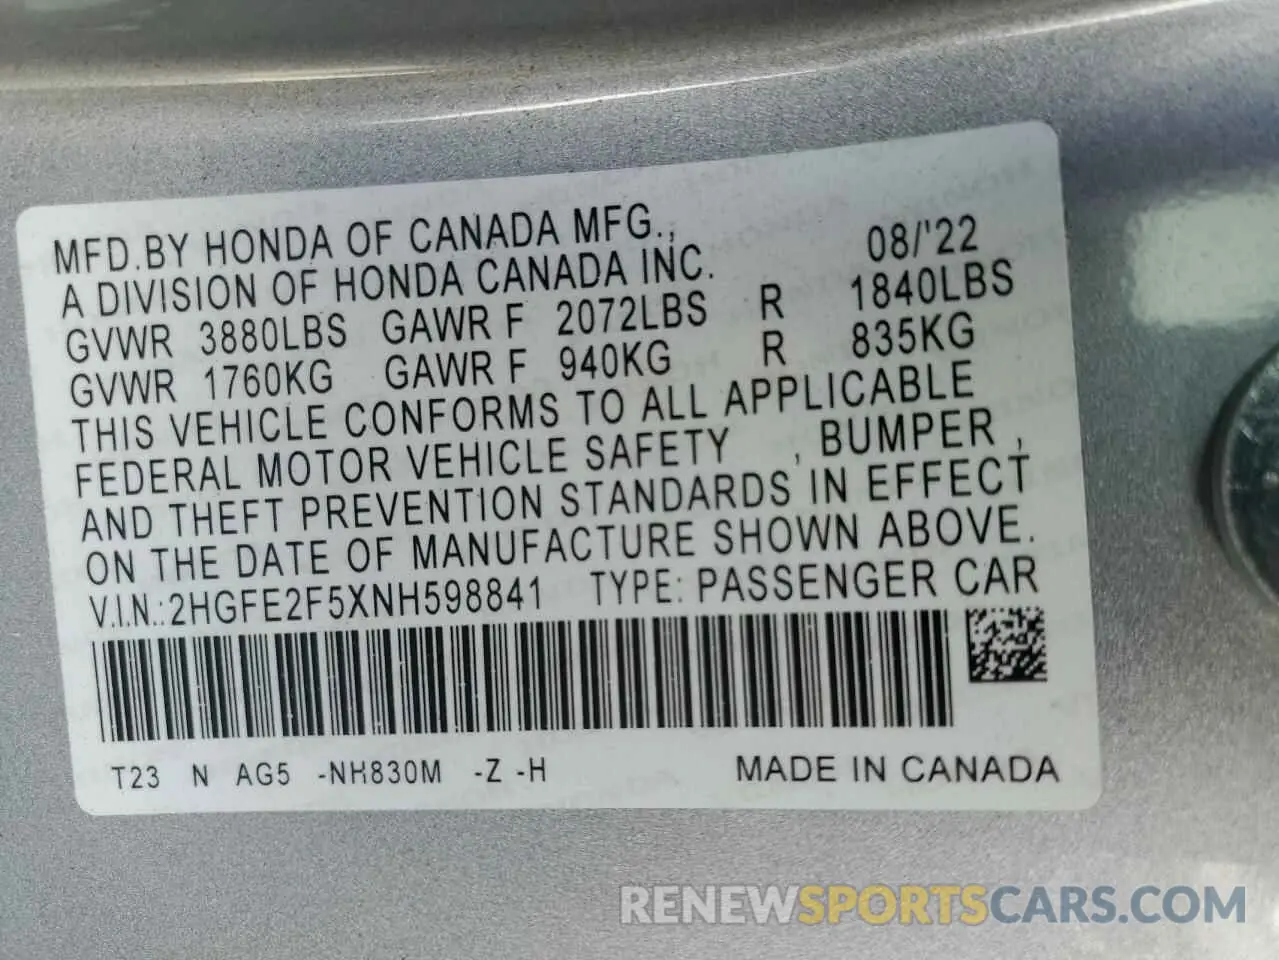 MFD.BY HONDA OF CANADA MFG., 08/'22
A DIVISION OF HONDA CANADA INC.
GVWR 3880LBS GAWR F 2072LBS R 1840LBS
GVWR 1760KG GAWR F 940KG R 835KG
THIS VEHICLE CONFORMS TO ALL APPLICABLE
FEDERAL MOTOR VEHICLE SAFETY , BUMPER ,
AND THEFT PREVENTION STANDARDS IN EFFECT
ON THE DATE OF MANUFACTURE SHOWN ABOVE.
V.I.N.:2HGFE2F5XNH598841 TYPE: PASSENGER CAR
T23 N AG5 -NH830M -Z -H MADE IN CANADA
RENEWSPORTSCARS.COM